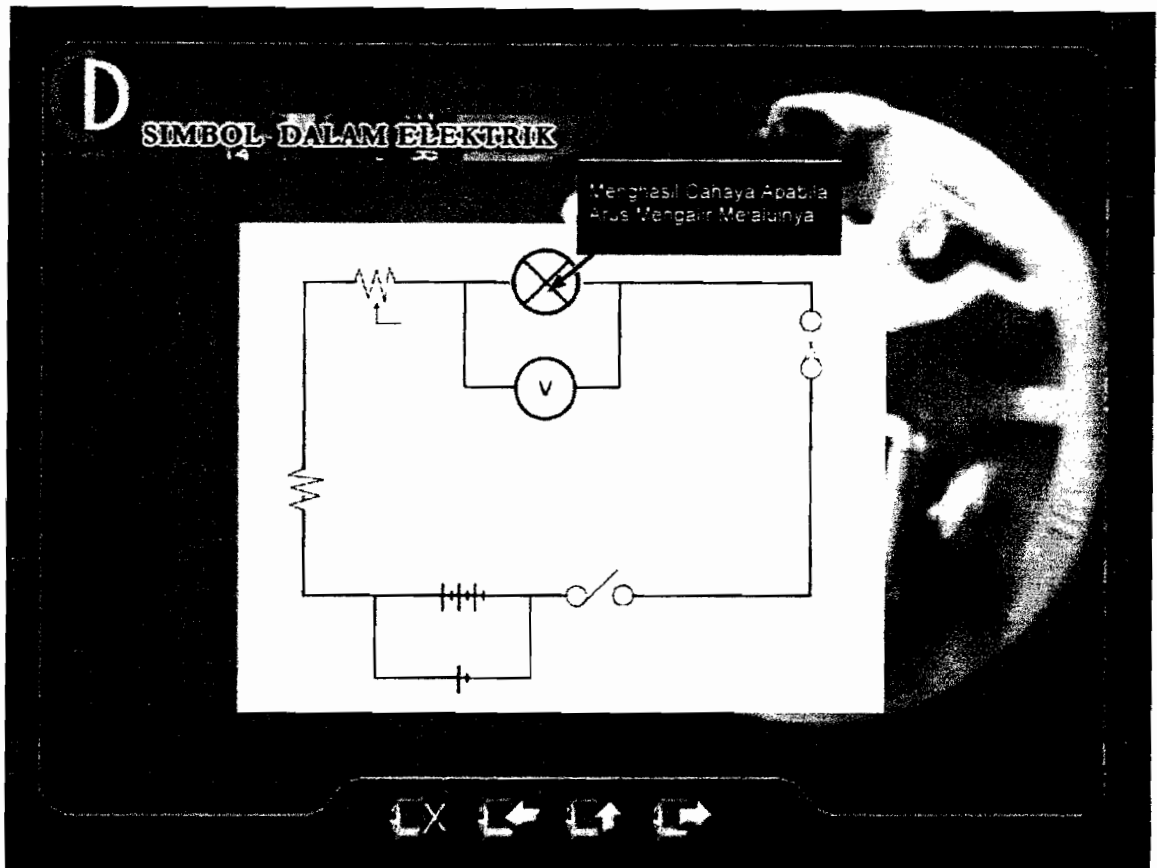 D
SIMBOL DALAM ELEKTRIK
Menghasil Cahaya Apabila
Arus Mengalir Melaluinya
V
X